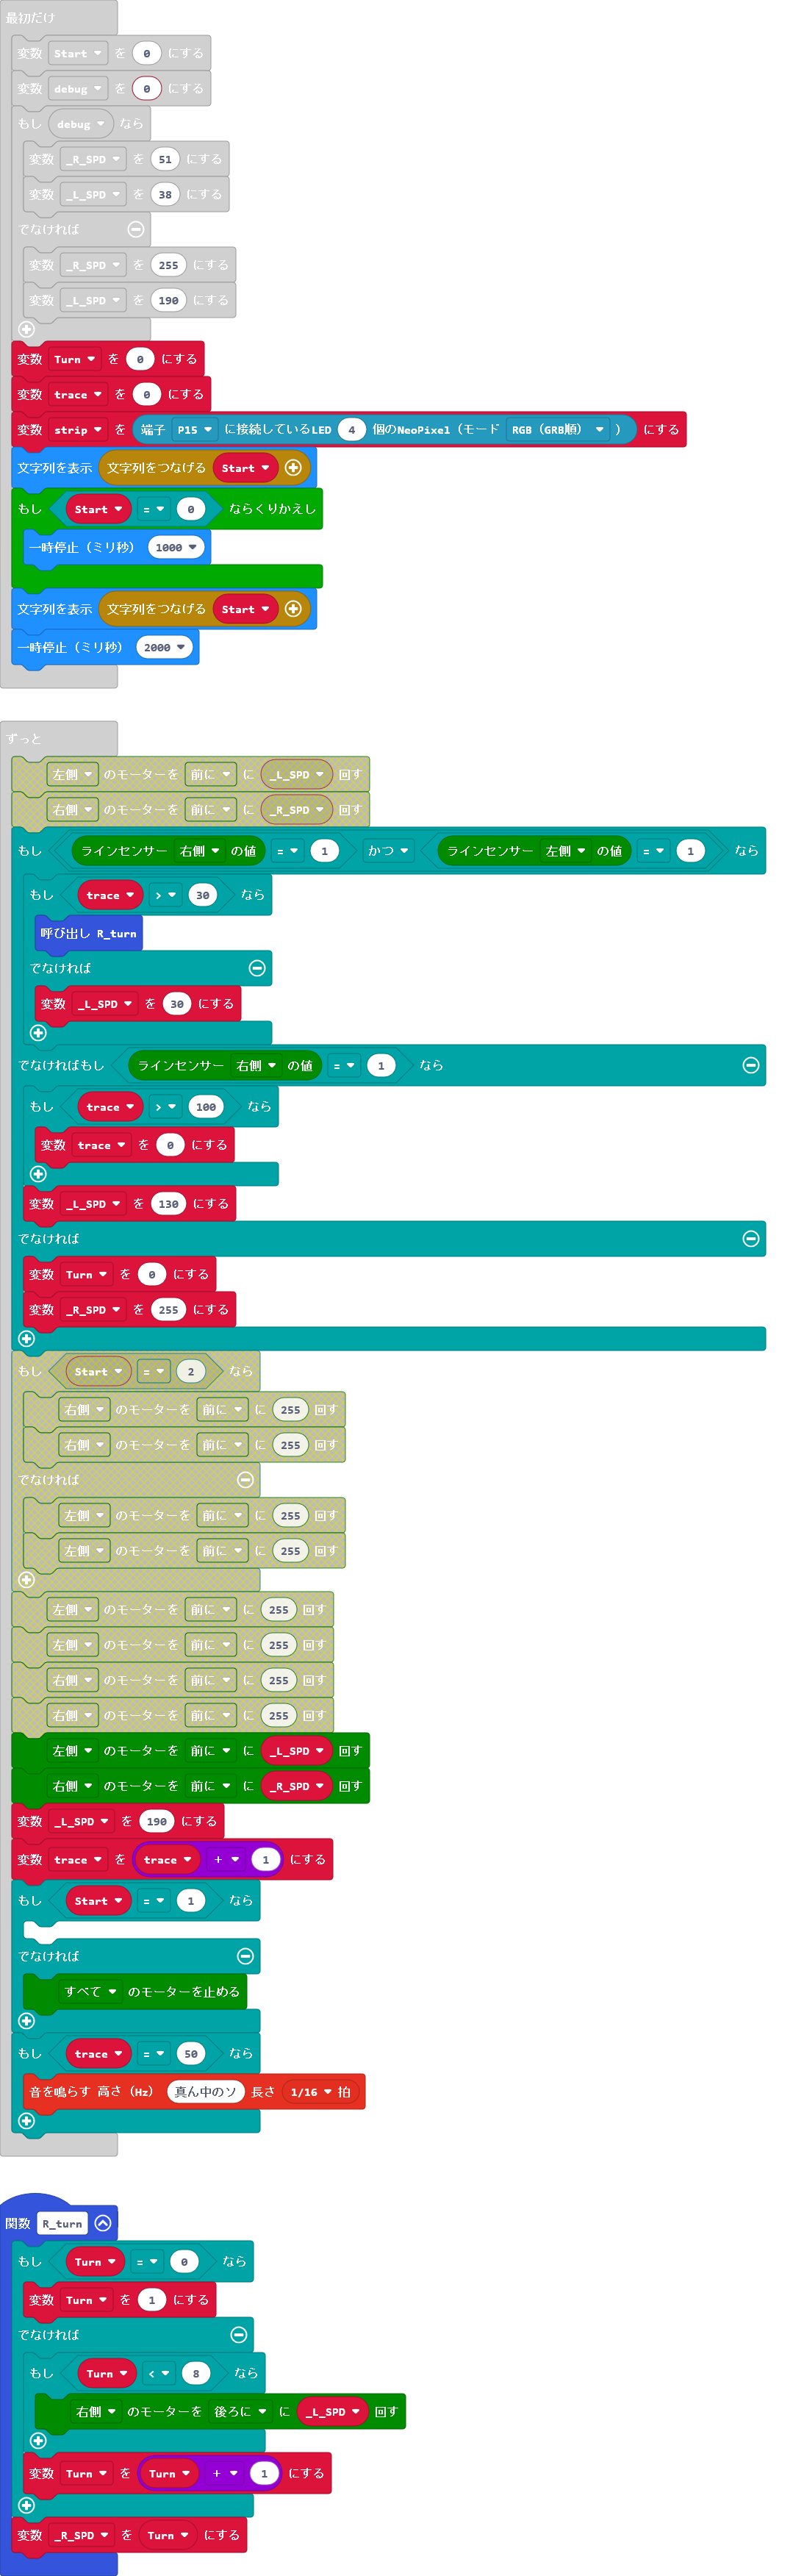 最初だけ
変数 Start を 0 にする
変数 debug を 0 にする
もし debug なら
変数 _R_SPD を 51 にする
変数 _L_SPD を 38 にする
でなければ
変数 _R_SPD を 255 にする
変数 _L_SPD を 190 にする
変数 Turn を 0 にする
変数 trace を 0 にする
変数 strip を 端子 P15 に接続しているLED 4 個のNeoPixel（モード RGB（GRB順） ） にする
文字列を表示 文字列をつなげる Start
もし Start = 0 ならくりかえし
一時停止（ミリ秒） 1000
文字列を表示 文字列をつなげる Start
一時停止（ミリ秒） 2000
ずっと
左側 のモーターを 前に に _L_SPD 回す
右側 のモーターを 前に に _R_SPD 回す
もし ラインセンサー 右側 の値 = 1 かつ ラインセンサー 左側 の値 = 1 なら
もし trace > 30 なら
呼び出し R_turn
でなければ
変数 _L_SPD を 30 にする
でなければもし ラインセンサー 右側 の値 = 1 なら
もし trace > 100 なら
変数 trace を 0 にする
変数 _L_SPD を 130 にする
でなければ
変数 Turn を 0 にする
変数 _R_SPD を 255 にする
もし Start = 2 なら
右側 のモーターを 前に に 255 回す
右側 のモーターを 前に に 255 回す
でなければ
左側 のモーターを 前に に 255 回す
左側 のモーターを 前に に 255 回す
左側 のモーターを 前に に 255 回す
左側 のモーターを 前に に 255 回す
右側 のモーターを 前に に 255 回す
右側 のモーターを 前に に 255 回す
左側 のモーターを 前に に _L_SPD 回す
右側 のモーターを 前に に _R_SPD 回す
変数 _L_SPD を 190 にする
変数 trace を trace + 1 にする
もし Start = 1 なら
でなければ
すべて のモーターを止める
もし trace = 50 なら
音を鳴らす 高さ（Hz） 真ん中のソ 長さ 1/16 拍
関数 R_turn
もし Turn = 0 なら
変数 Turn を 1 にする
でなければ
もし Turn < 8 なら
右側 のモーターを 後ろに に _L_SPD 回す
変数 Turn を Turn + 1 にする
変数 _R_SPD を Turn にする